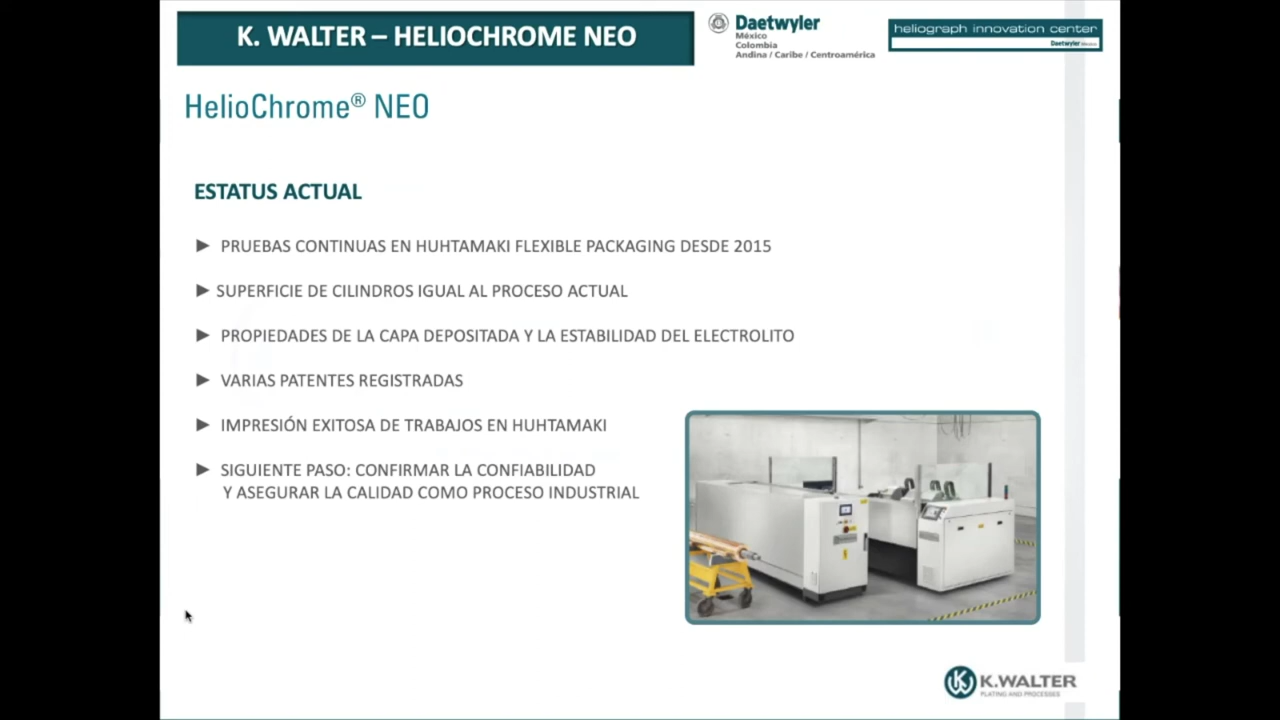 K. WALTER – HELIOCHROME NEO
Daetwyler
México
Colombia
Andina / Caribe / Centroamérica
heliograph innovation center
Daetwyler
HelioChrome® NEO
ESTATUS ACTUAL
► PRUEBAS CONTINUAS EN HUHTAMAKI FLEXIBLE PACKAGING DESDE 2015
► SUPERFICIE DE CILINDROS IGUAL AL PROCESO ACTUAL
► PROPIEDADES DE LA CAPA DEPOSITADA Y LA ESTABILIDAD DEL ELECTROLITO
► VARIAS PATENTES REGISTRADAS
► IMPRESIÓN EXITOSA DE TRABAJOS EN HUHTAMAKI
► SIGUIENTE PASO: CONFIRMAR LA CONFIABILIDAD
Y ASEGURAR LA CALIDAD COMO PROCESO INDUSTRIAL
K.WALTER
PLATING AND PROCESSES